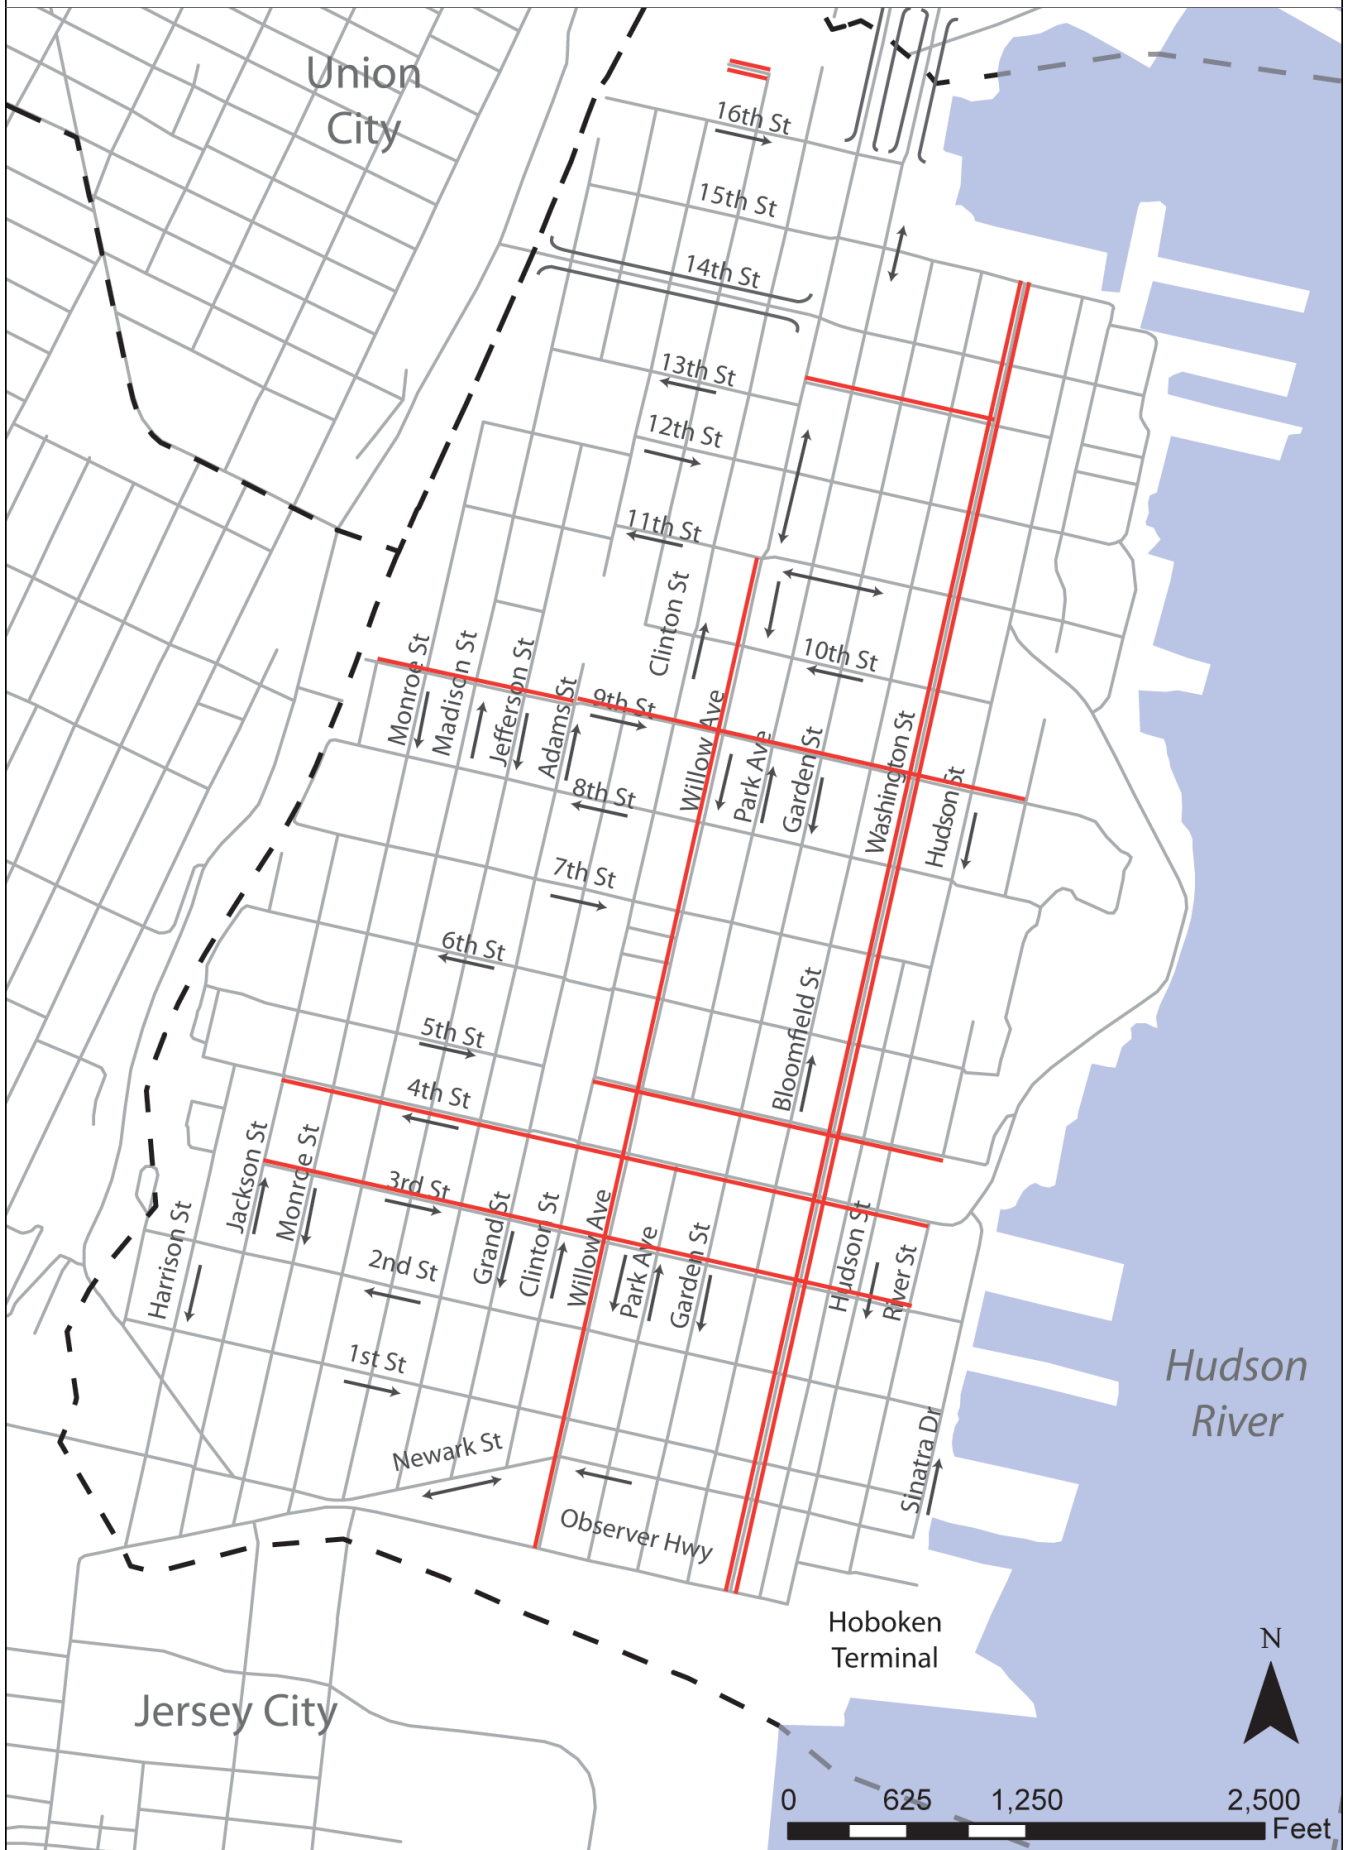 Union
City
16th St
15th St
14th St
13th St
12th St
11th St
Clinton St
10th St
Monroe St
Madison St
Jefferson St
Adams St
9th St
Willow Ave
Park Ave
Garden St
Washington St
Hudson St
8th St
7th St
6th St
Bloomfield St
5th St
4th St
Jackson St
Monroe St
3rd St
Harrison St
Grand St
Clinton St
Willow Ave
Park Ave
Garden St
Hudson St
River St
2nd St
1st St
Hudson
River
Newark St
Sinatra Dr
Observer Hwy
Hoboken
Terminal
N
Jersey City
0 625 1,250 2,500
Feet